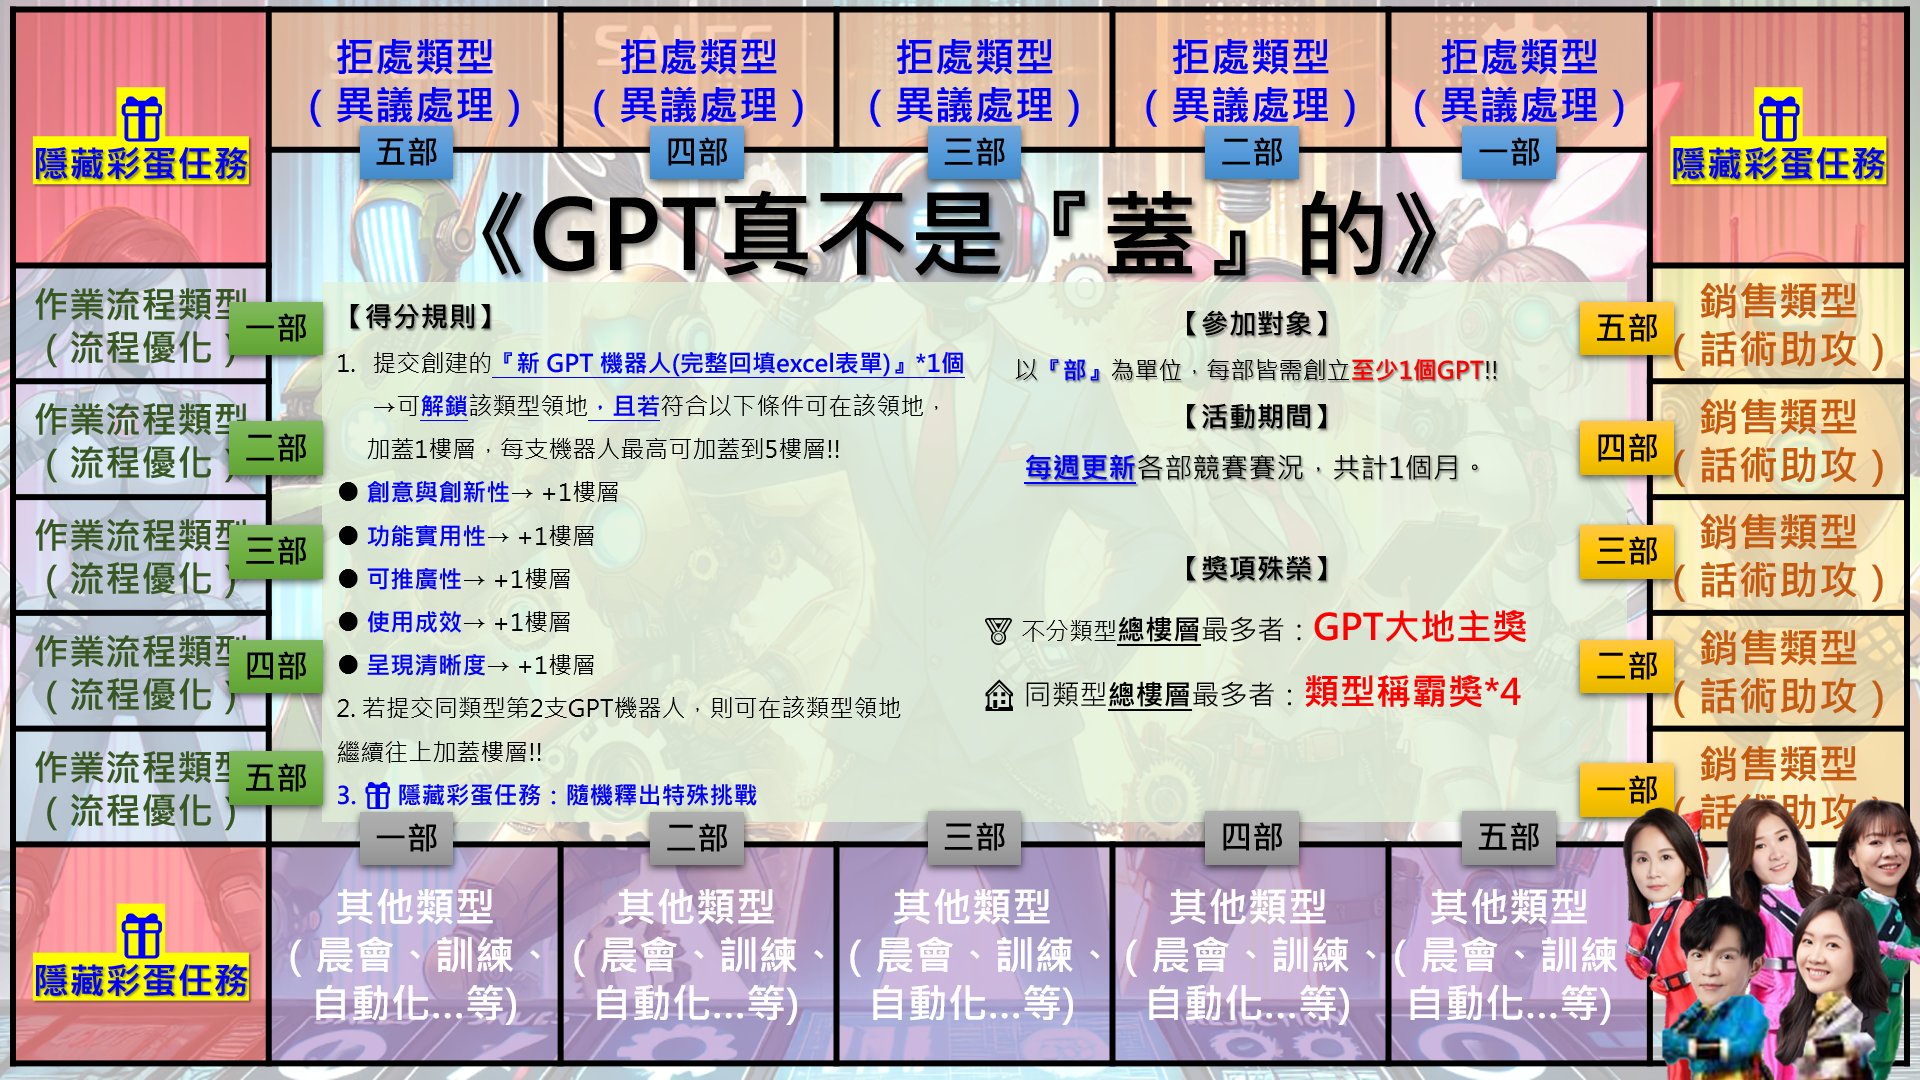 隱藏彩蛋任務
拒處類型
(異議處理)
五部
拒處類型
(異議處理)
四部
拒處類型
(異議處理)
三部
拒處類型
(異議處理)
二部
拒處類型
(異議處理)
一部
隱藏彩蛋任務
《GPT真不是『蓋』的》
作業流程類型
(流程優化)
一部
作業流程類型
(流程優化)
二部
作業流程類型
(流程優化)
三部
作業流程類型
(流程優化)
四部
作業流程類型
(流程優化)
五部
【得分規則】
1. 提交創建的『新 GPT 機器人(完整回填excel表單)』*1個
→可解鎖該類型領地，且若符合以下條件可在該領地，
加蓋1樓層，每支機器人最高可加蓋到5樓層!!
● 創意與創新性→ +1樓層
● 功能實用性→ +1樓層
● 可推廣性→ +1樓層
● 使用成效→ +1樓層
● 呈現清晰度→ +1樓層
2. 若提交同類型第2支GPT機器人，則可在該類型領地
繼續往上加蓋樓層!!
3. 隱藏彩蛋任務：隨機釋出特殊挑戰
【參加對象】
以『部』為單位，每部皆需創立至少1個GPT!!
【活動期間】
每週更新各部競賽賽況，共計1個月。
【獎項殊榮】
不分類型總樓層最多者：GPT大地主獎
同類型總樓層最多者：類型稱霸獎*4
五部
銷售類型
(話術助攻)
四部
銷售類型
(話術助攻)
三部
銷售類型
(話術助攻)
二部
銷售類型
(話術助攻)
一部
銷售類型
(話術助攻
隱藏彩蛋任務
一部
其他類型
(晨會、訓練、
自動化...等)
二部
其他類型
(晨會、訓練、
自動化...等)
三部
其他類型
(晨會、訓練、
自動化...等)
四部
其他類型
(晨會、訓練、
自動化...等)
五部
其他類型
(晨會、訓練
自動化...等)